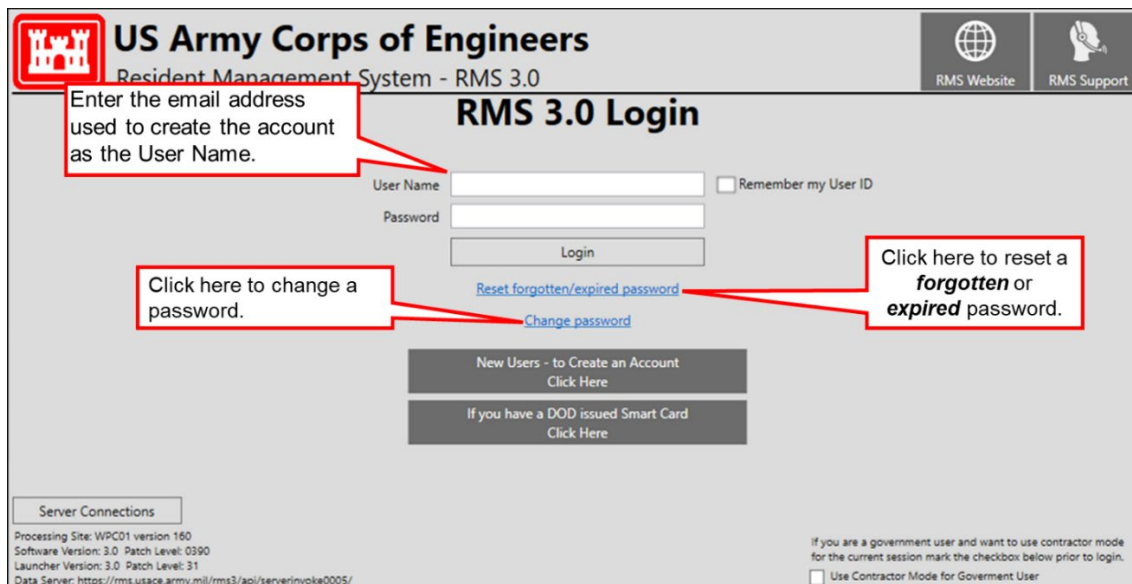 US Army Corps of Engineers
Resident Management System - RMS 3.0
RMS Website
RMS Support
Enter the email address
used to create the account
as the User Name.
RMS 3.0 Login
User Name
Remember my User ID
Password
Login
Click here to reset a
forgotten or
expired password.
Click here to change a
password.
Reset forgotten/expired password
Change password
New Users - to Create an Account
Click Here
If you have a DOD issued Smart Card
Click Here
Server Connections
Processing Site: WPC01 version 160
Software Version: 3.0 Patch Level: 0390
Launcher Version: 3.0 Patch Level: 31
Data Server: https://rms.usace.army.mil/rms3/api/serverinvoke0005/
If you are a government user and want to use contractor mode
for the current session mark the checkbox below prior to login.
Use Contractor Mode for Goverment User